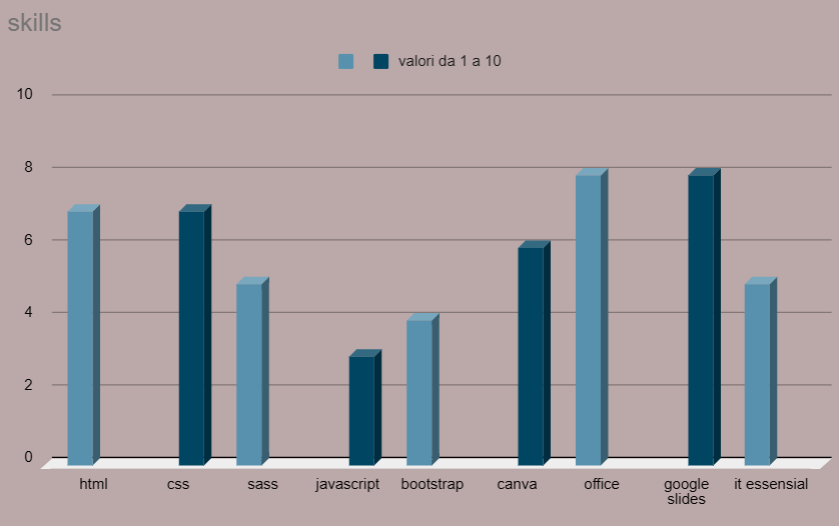 skills
valori da 1 a 10
10
8
6
4
2
0
html css sass javascript bootstrap canva office google slides it essensial